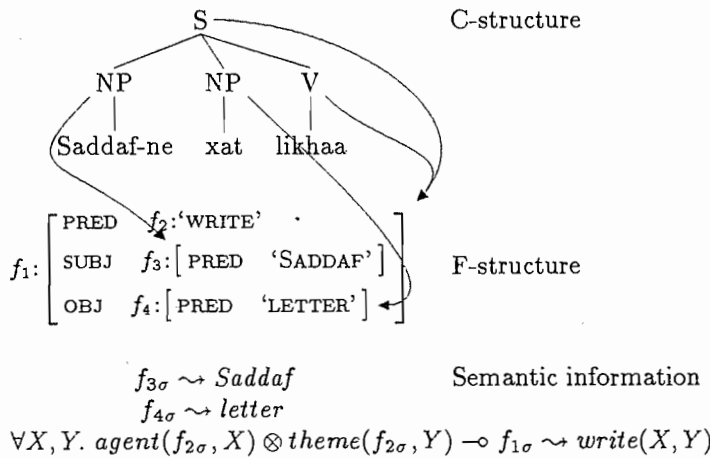 S C-structure
NP NP V
Saddaf-ne xat likhaa
PRED f₂:‘WRITE’
f₁: SUBJ f₃:[ PRED ‘SADDAF’] F-structure
OBJ f₄:[ PRED ‘LETTER’]
f₃σ ⤳ Saddaf Semantic information
f₄σ ⤳ letter
∀X, Y. agent(f₂σ, X) ⊗ theme(f₂σ, Y) ⊸ f₁σ ⤳ write(X, Y)